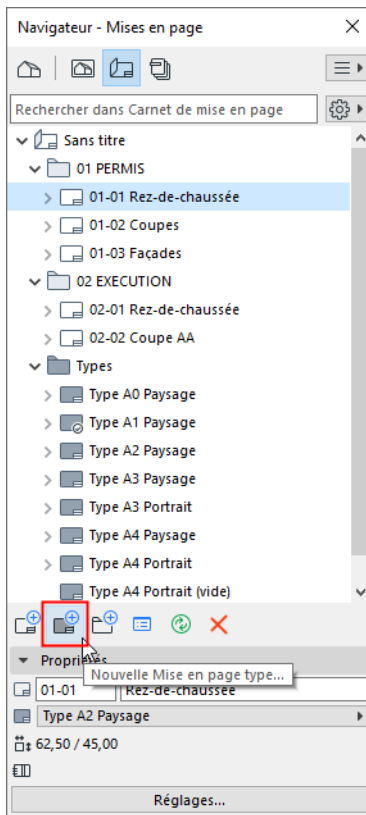 Navigateur - Mises en page
Rechercher dans Carnet de mise en page
Sans titre
01 PERMIS
01-01 Rez-de-chaussée
01-02 Coupes
01-03 Façades
02 EXECUTION
02-01 Rez-de-chaussée
02-02 Coupe AA
Types
Type A0 Paysage
Type A1 Paysage
Type A2 Paysage
Type A3 Paysage
Type A3 Portrait
Type A4 Paysage
Type A4 Portrait
Type A4 Portrait (vide)
Propriétés
Nouvelle Mise en page type...
01-01 Rez-de-chaussée
Type A2 Paysage
62,50 / 45,00
Réglages...